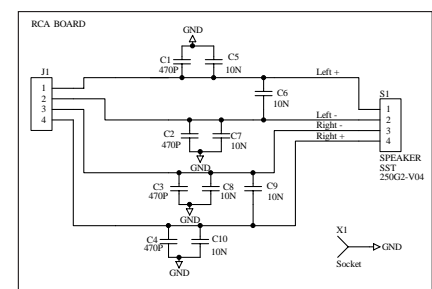 RCA BOARD
GND
C1
470P
C5
10N
J1
1
2
3
4
Left +
C6
10N
S1
1
2
3
4
Left -
Right -
Right +
C2
470P
C7
10N
GND
SPEAKER
SST
250G2-V04
C3
470P
C8
10N
C9
10N
GND
C4
470P
C10
10N
GND
X1
GND
Socket